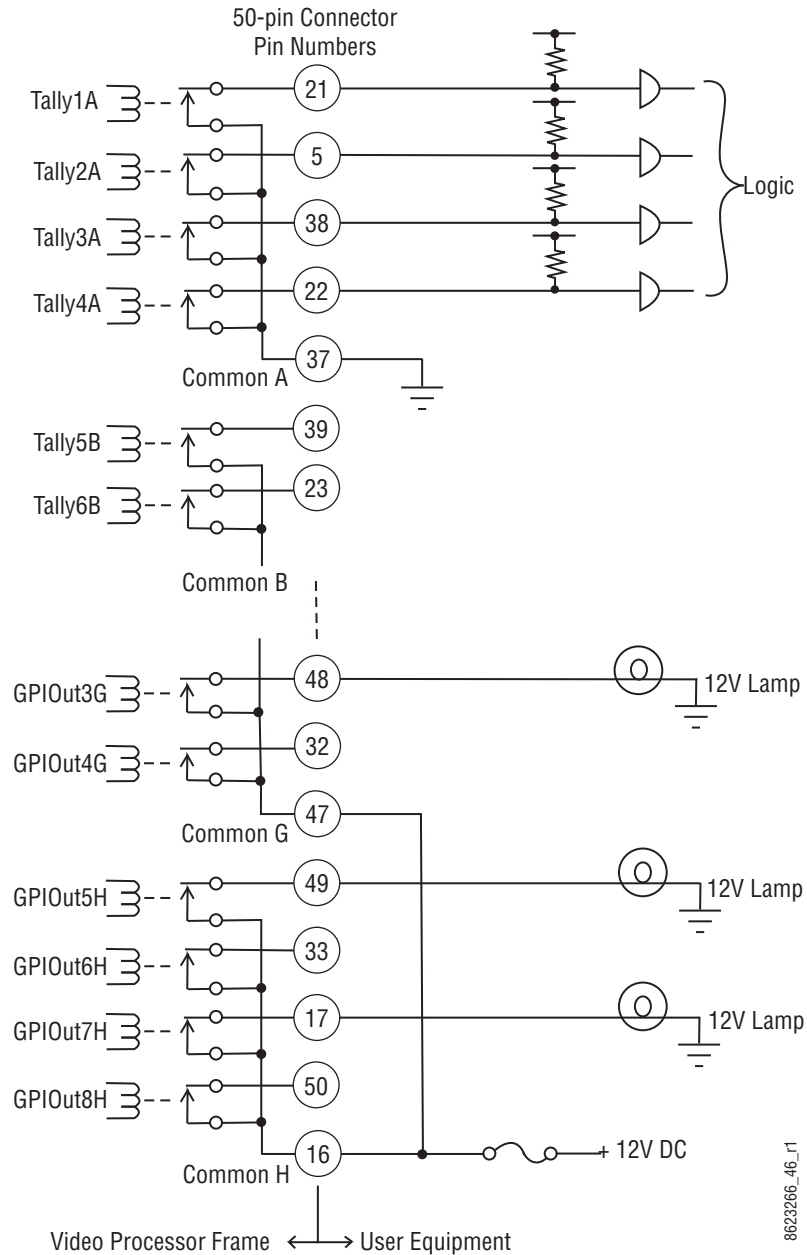 50-pin Connector
Pin Numbers
Tally1A
21
Tally2A
5
Logic
Tally3A
38
Tally4A
22
Common A
37
Tally5B
39
Tally6B
23
Common B
GPIOut3G
48
12V Lamp
GPIOut4G
32
Common G
47
GPIOut5H
49
12V Lamp
GPIOut6H
33
GPIOut7H
17
12V Lamp
GPIOut8H
50
Common H
16
+ 12V DC
Video Processor Frame
User Equipment
8623266_46_r1